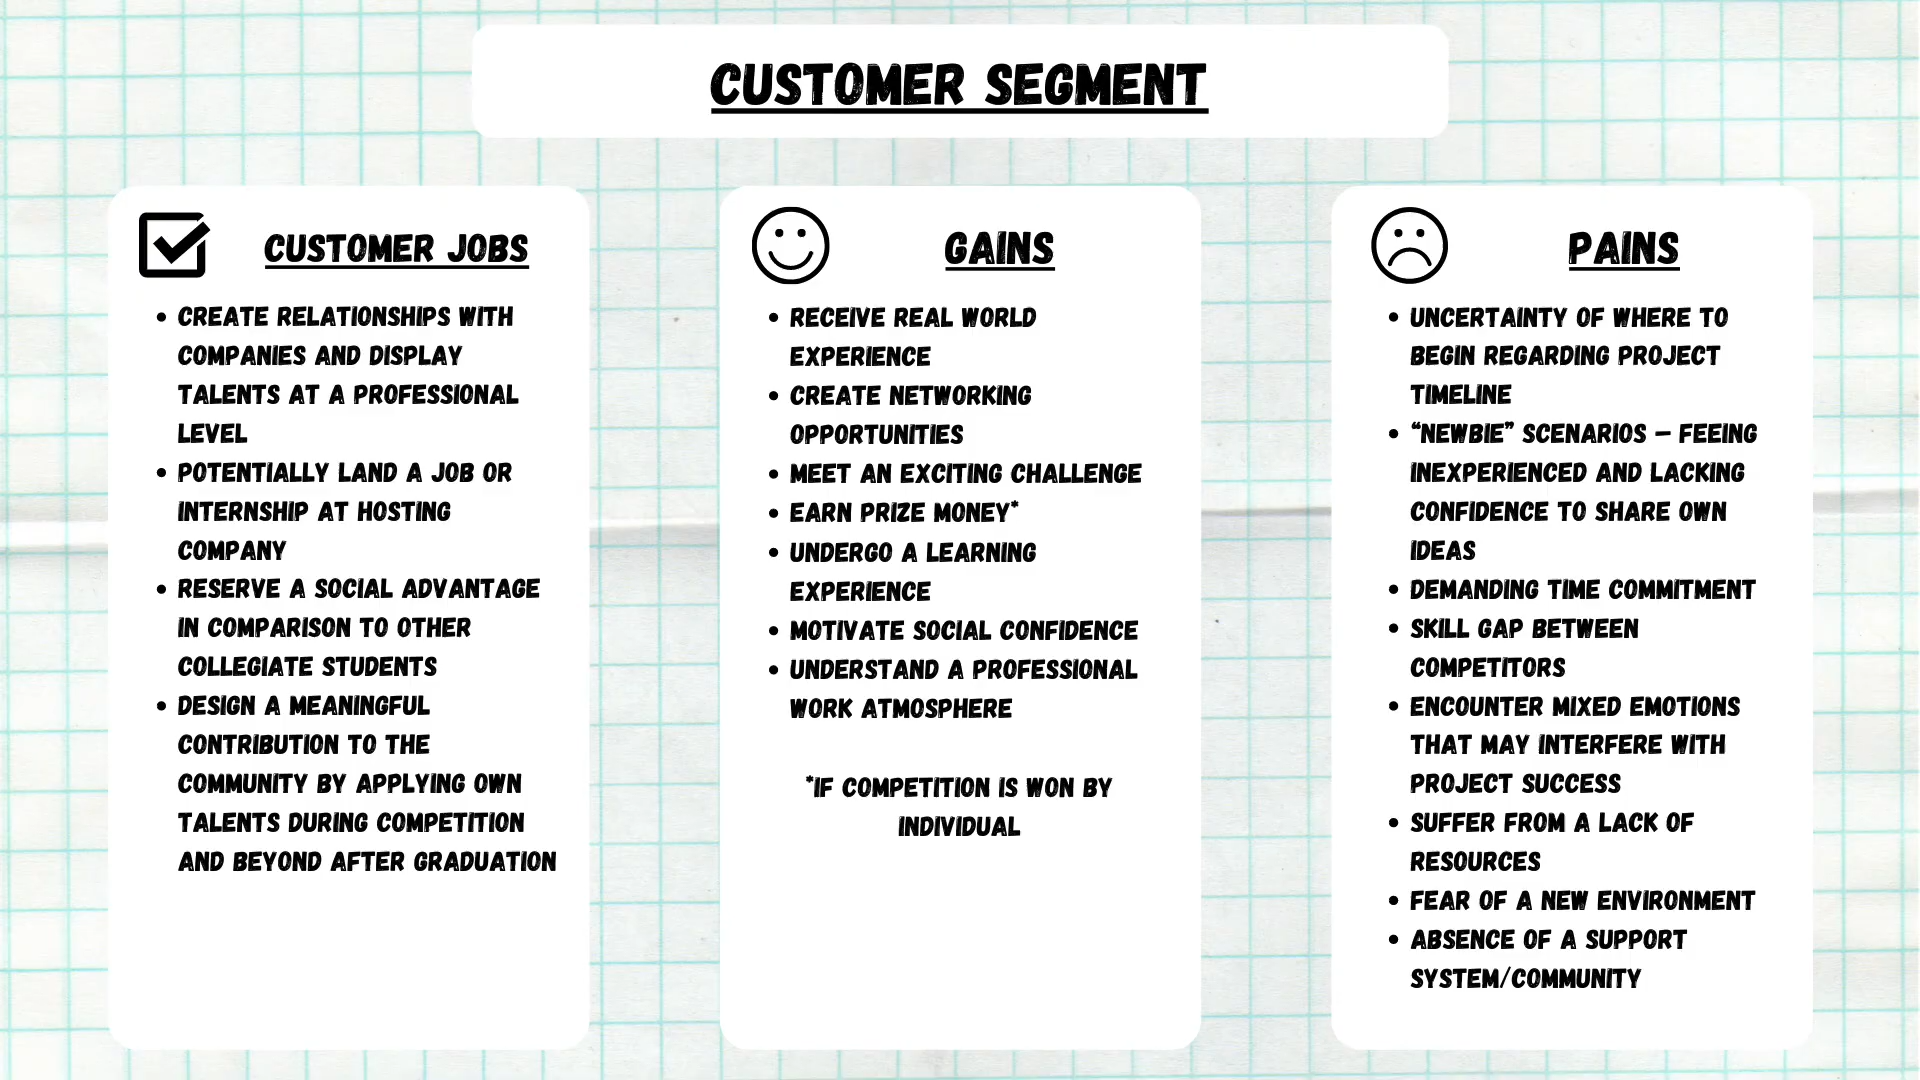 CUSTOMER SEGMENT
CUSTOMER JOBS
• CREATE RELATIONSHIPS WITH
COMPANIES AND DISPLAY
TALENTS AT A PROFESSIONAL
LEVEL
• POTENTIALLY LAND A JOB OR
INTERNSHIP AT HOSTING
COMPANY
• RESERVE A SOCIAL ADVANTAGE
IN COMPARISON TO OTHER
COLLEGIATE STUDENTS
• DESIGN A MEANINGFUL
CONTRIBUTION TO THE
COMMUNITY BY APPLYING OWN
TALENTS DURING COMPETITION
AND BEYOND AFTER GRADUATION
GAINS
• RECEIVE REAL WORLD
EXPERIENCE
• CREATE NETWORKING
OPPORTUNITIES
• MEET AN EXCITING CHALLENGE
• EARN PRIZE MONEY*
• UNDERGO A LEARNING
EXPERIENCE
• MOTIVATE SOCIAL CONFIDENCE
• UNDERSTAND A PROFESSIONAL
WORK ATMOSPHERE
*IF COMPETITION IS WON BY
INDIVIDUAL
PAINS
• UNCERTAINTY OF WHERE TO
BEGIN REGARDING PROJECT
TIMELINE
• “NEWBIE” SCENARIOS – FEEING
INEXPERIENCED AND LACKING
CONFIDENCE TO SHARE OWN
IDEAS
• DEMANDING TIME COMMITMENT
• SKILL GAP BETWEEN
COMPETITORS
• ENCOUNTER MIXED EMOTIONS
THAT MAY INTERFERE WITH
PROJECT SUCCESS
• SUFFER FROM A LACK OF
RESOURCES
• FEAR OF A NEW ENVIRONMENT
• ABSENCE OF A SUPPORT
SYSTEM/COMMUNITY